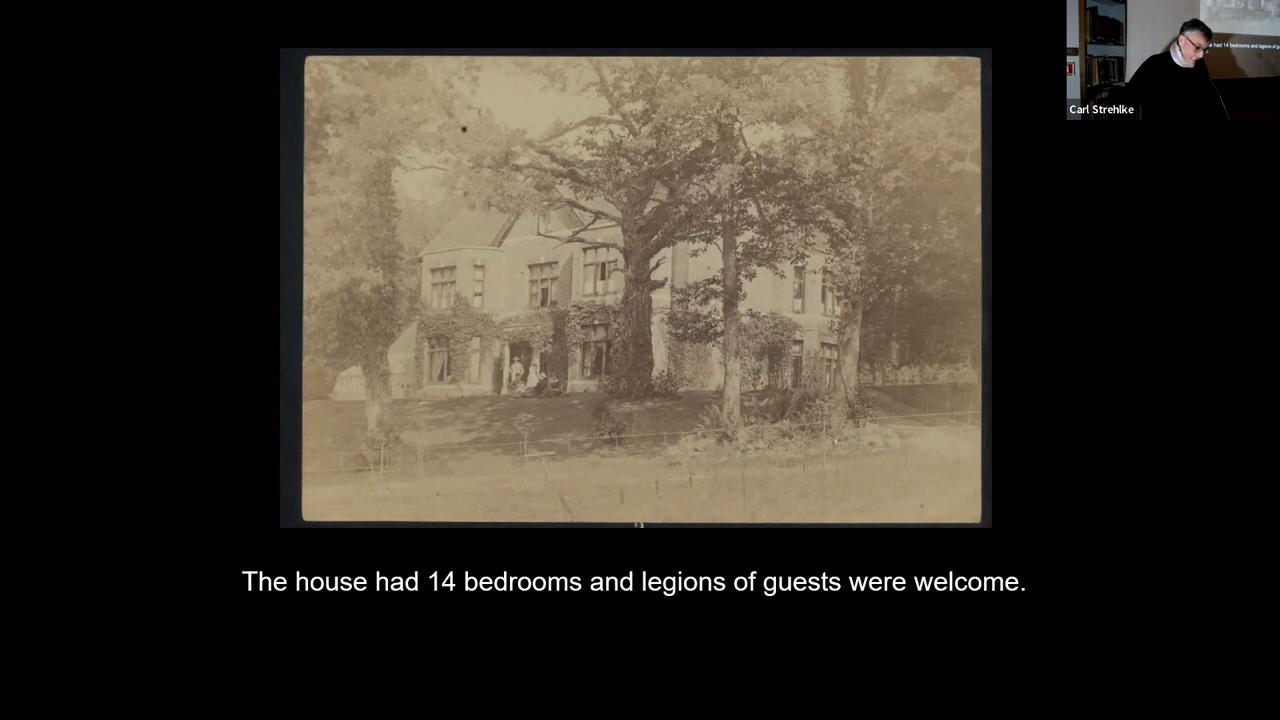 Carl Strehlke
The house had 14 bedrooms and legions of guests were welcome.